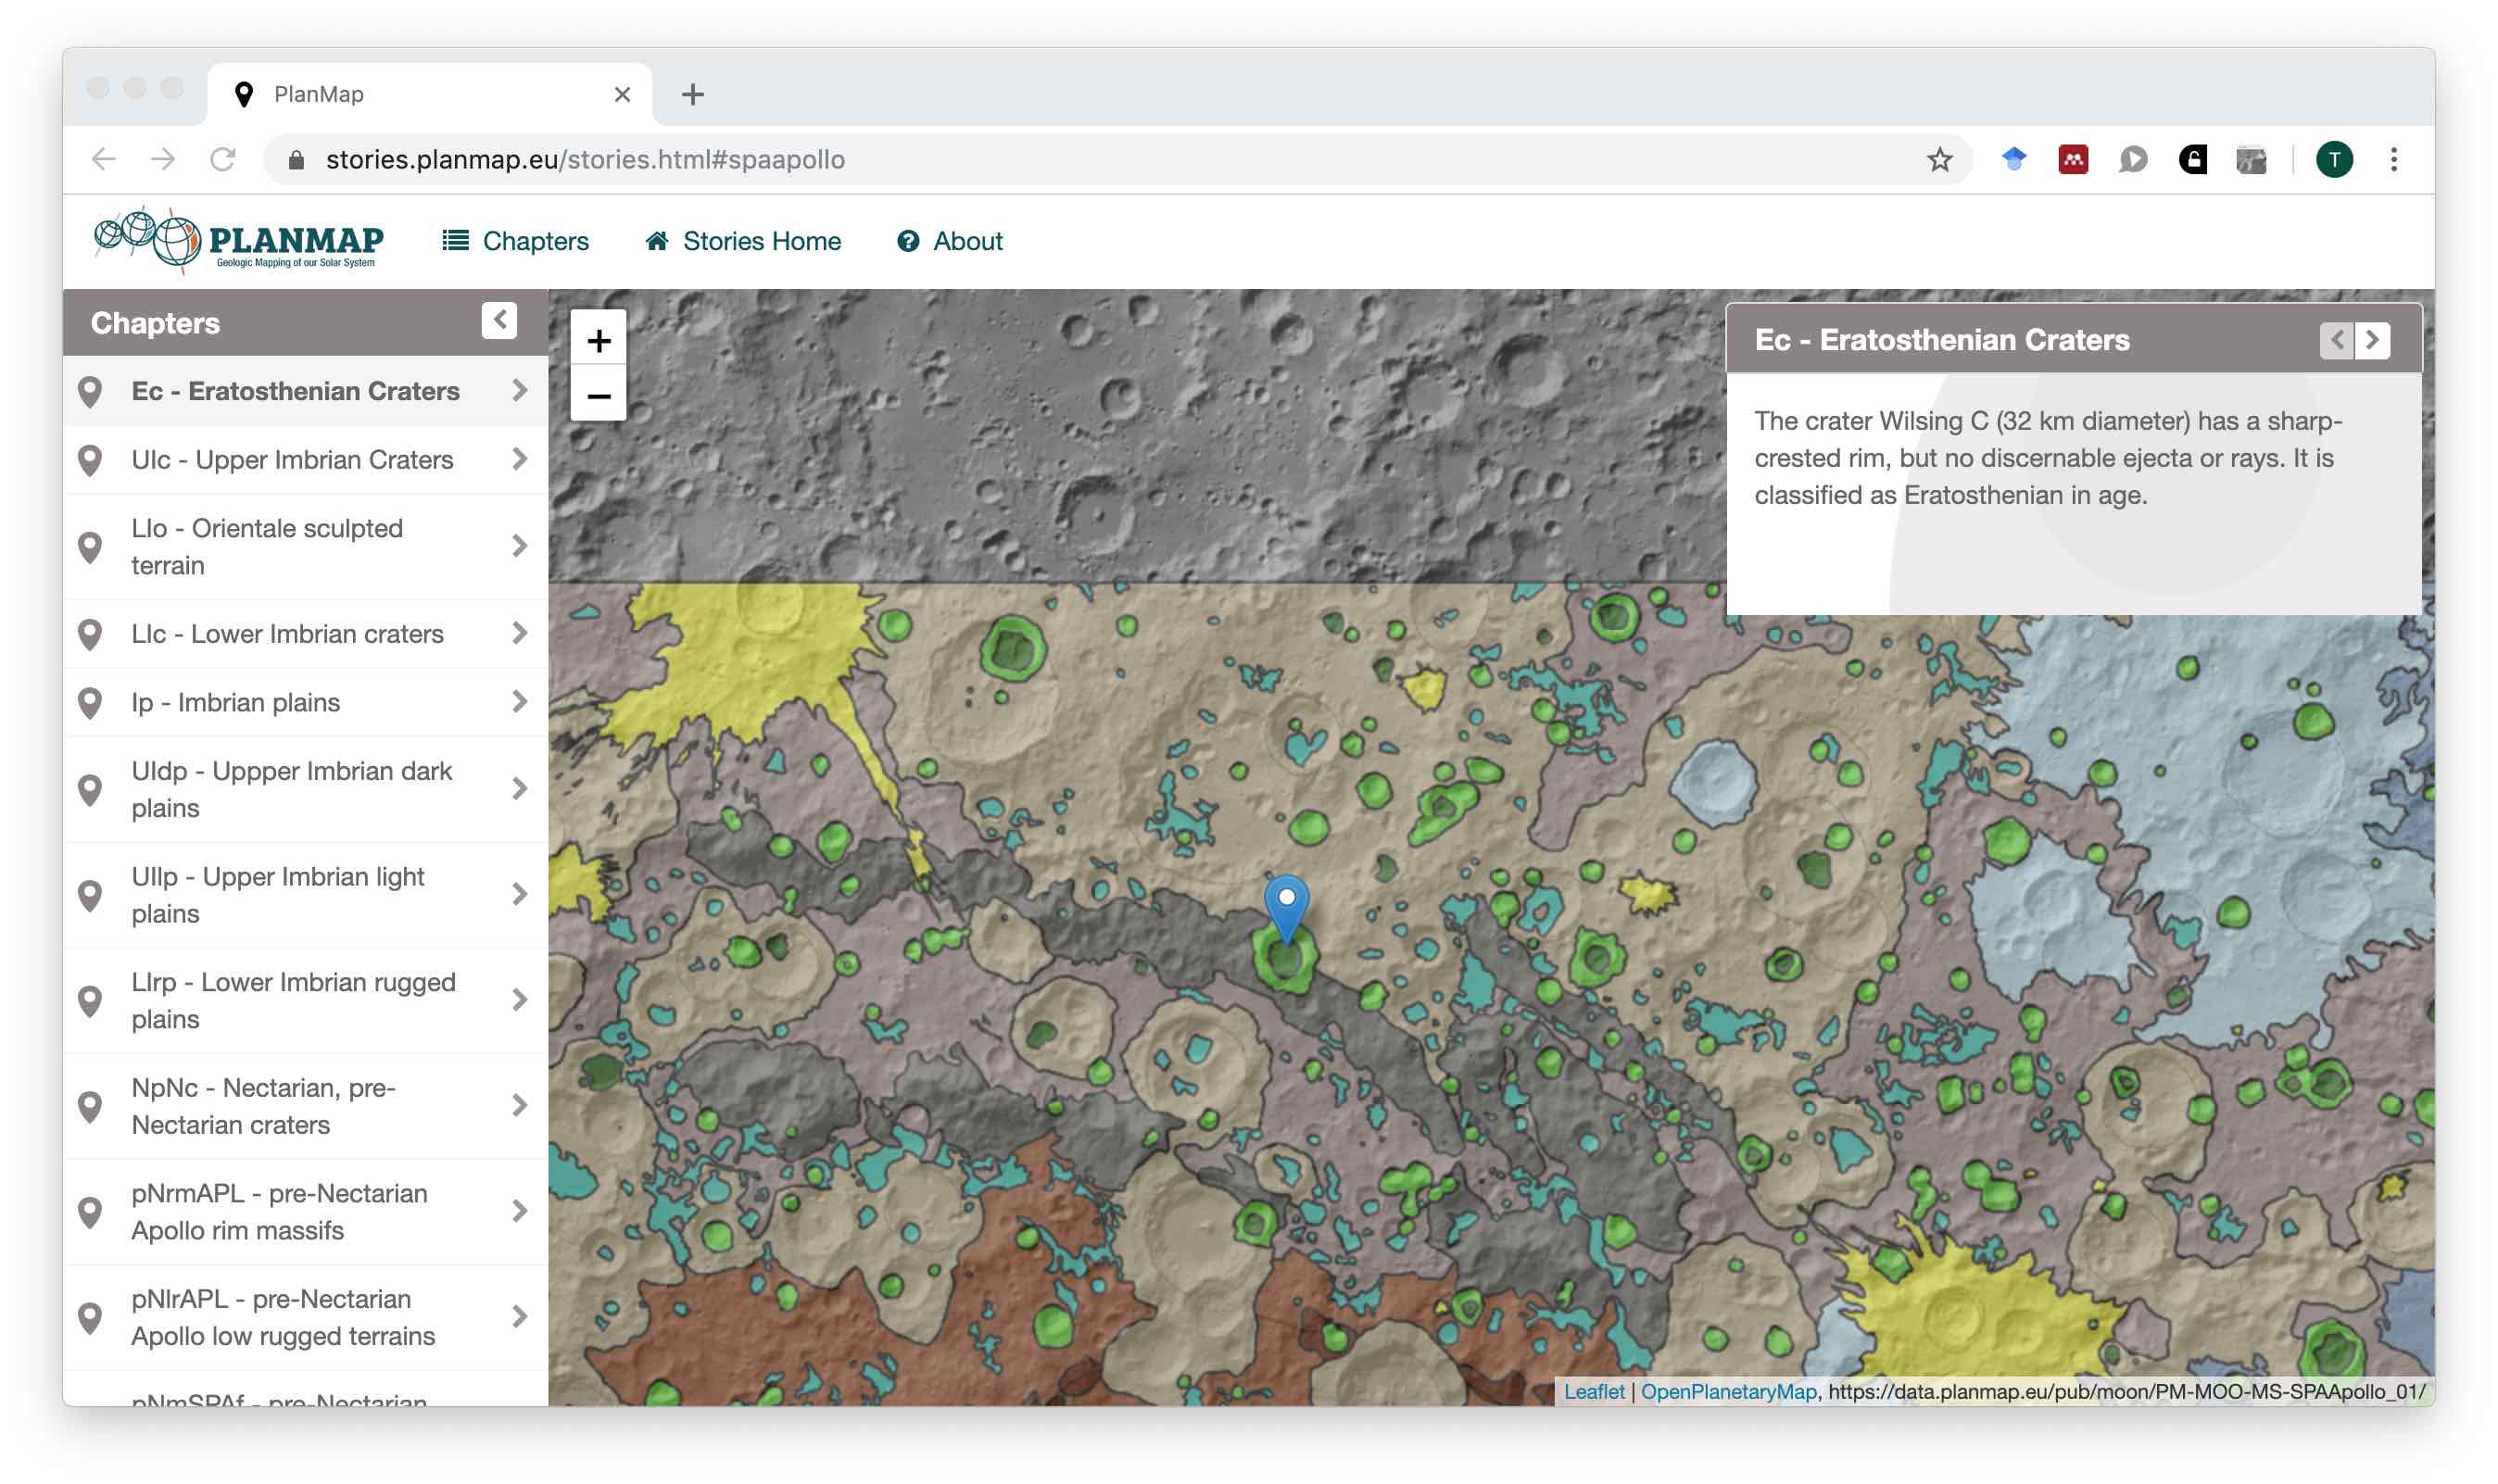 PlanMap
stories.planmap.eu/stories.html#spaapollo
T
PLANMAP
Geologic Mapping of our Solar System
Chapters
Stories Home
About
Chapters
Ec - Eratosthenian Craters
UIc - Upper Imbrian Craters
LIo - Orientale sculpted
terrain
LIc - Lower Imbrian craters
Ip - Imbrian plains
UIdp - Uppper Imbrian dark
plains
UIlp - Upper Imbrian light
plains
LIrp - Lower Imbrian rugged
plains
NpNc - Nectarian, pre-
Nectarian craters
pNrmAPL - pre-Nectarian
Apollo rim massifs
pNlrAPL - pre-Nectarian
Apollo low rugged terrains
pNmSPAf - pre-Nectarian
+
−
Ec - Eratosthenian Craters
The crater Wilsing C (32 km diameter) has a sharp-
crested rim, but no discernable ejecta or rays. It is
classified as Eratosthenian in age.
Leaflet | OpenPlanetaryMap, https://data.planmap.eu/pub/moon/PM-MOO-MS-SPAApollo_01/